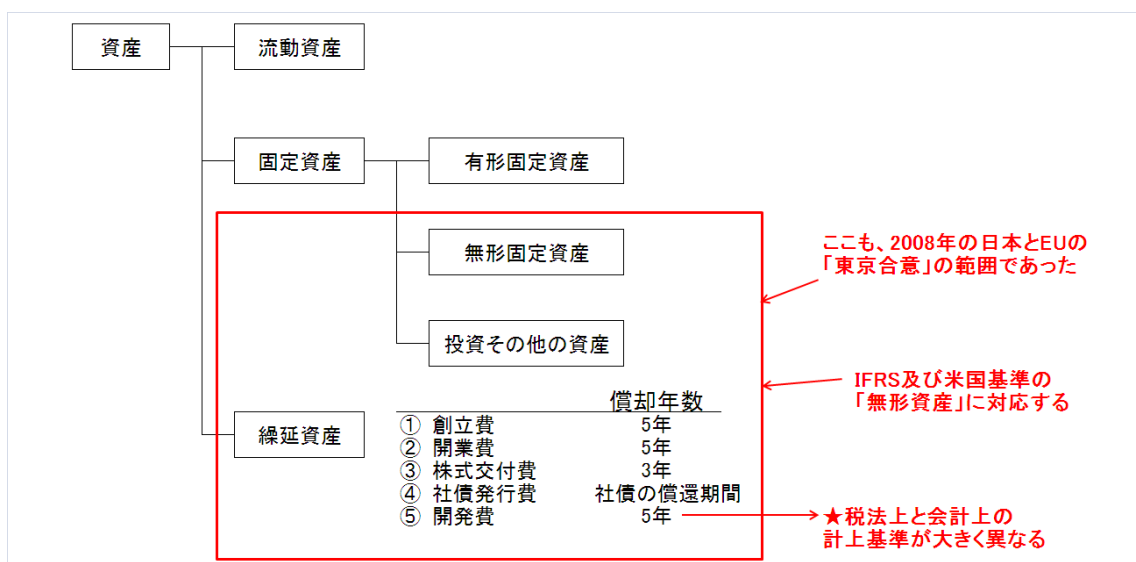 資産
流動資産
固定資産
有形固定資産
無形固定資産
ここも、2008年の日本とEUの
「東京合意」の範囲であった
投資その他の資産
IFRS及び米国基準の
「無形資産」に対応する
繰延資産
償却年数
① 創立費 5年
② 開業費 5年
③ 株式交付費 3年
④ 社債発行費 社債の償還期間
⑤ 開発費 5年
★税法上と会計上の
計上基準が大きく異なる